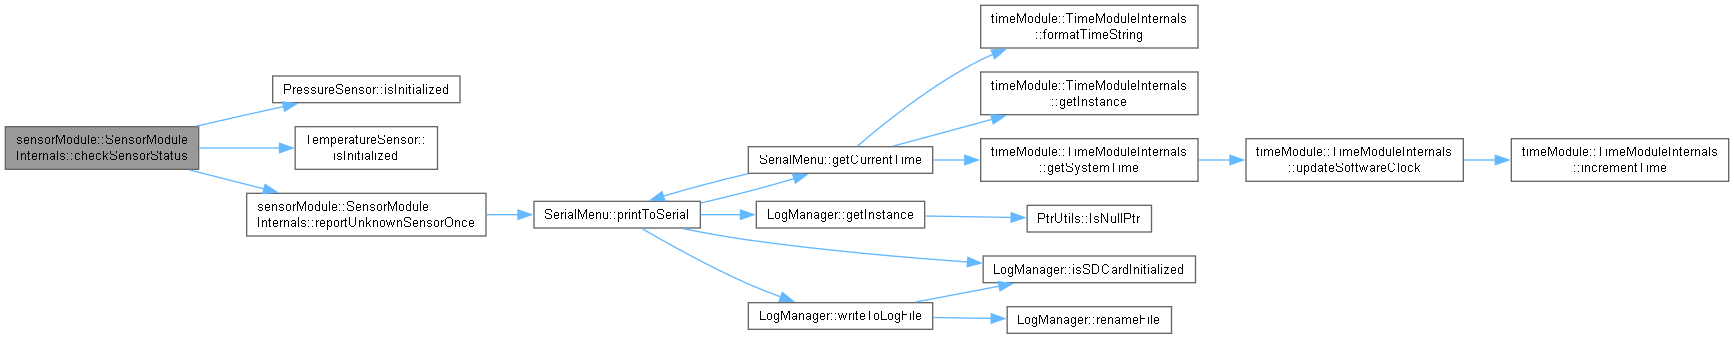 timeModule::TimeModuleInternals
::formatTimeString
PressureSensor::isInitialized
timeModule::TimeModuleInternals
::getInstance
sensorModule::SensorModule
Internals::checkSensorStatus
TemperatureSensor::
isInitialized
SerialMenu::getCurrentTime
timeModule::TimeModuleInternals
::getSystemTime
timeModule::TimeModuleInternals
::updateSoftwareClock
timeModule::TimeModuleInternals
::incrementTime
sensorModule::SensorModule
Internals::reportUnknownSensorOnce
SerialMenu::printToSerial
LogManager::getInstance
PtrUtils::IsNullPtr
LogManager::isSDCardInitialized
LogManager::writeToLogFile
LogManager::renameFile